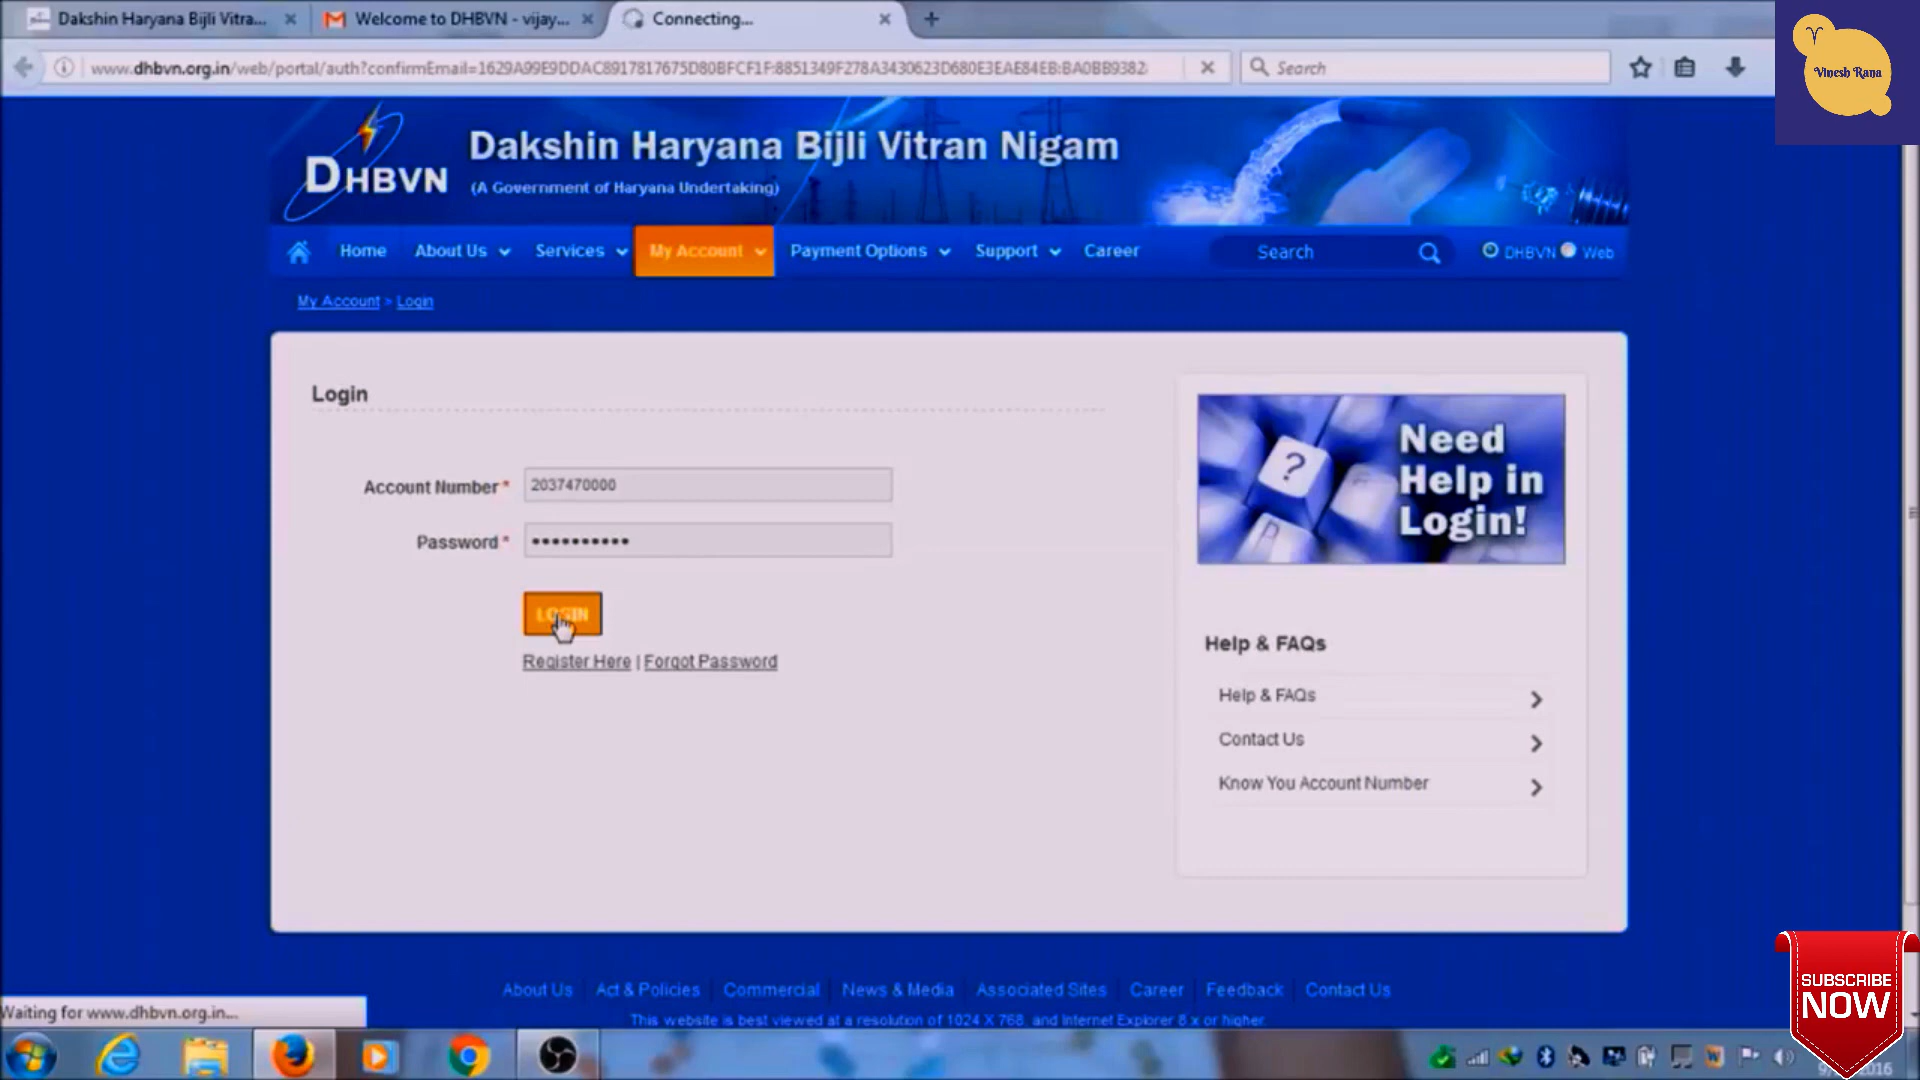 Dakshin Haryana Bijli Vitra...
Welcome to DHBVN - vijay...
Connecting...
www.dhbvn.org.in/web/portal/auth?confirmEmail=1629A99E9DDAC8917817675D80BFCF1F:8851349F278A3430623D680E3EAE84EB:BA0BB9382
Search
Vinesh Rana
DHBVN
Dakshin Haryana Bijli Vitran Nigam
(A Government of Haryana Undertaking)
Home About Us Services My Account Payment Options Support Career Search DHBVN Web
My Account > Login
Login
Account Number * 2037470000
Password * ••••••••••
LOGIN
Register Here | Forgot Password
?
Need
Help in
Login!
Help & FAQs
Help & FAQs
Contact Us
Know You Account Number
About Us Act & Policies Commercial News & Media Associated Sites Career Feedback Contact Us
This website is best viewed at a resolution of 1024 X 768, and Internet Explorer 8.x or higher.
Waiting for www.dhbvn.org.in...
SUBSCRIBE
NOW